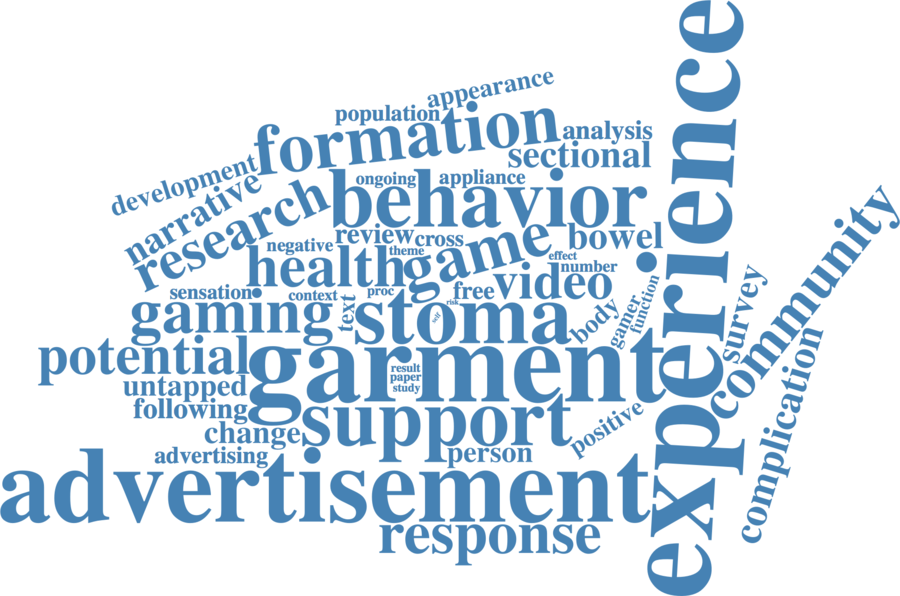 appearance
population
formation
analysis
sectional
development
narrative
research
ongoing
appliance
behavior
experience
negative
review
cross
theme
game
bowel
health
effect
number
community
sensation
context
proc
free
video
text
risk
self
gaming
stoma
body
gamer
function
survey
potential
garment
result
paper
study
untapped
following
support
positive
complication
change
advertising
person
advertisement
response